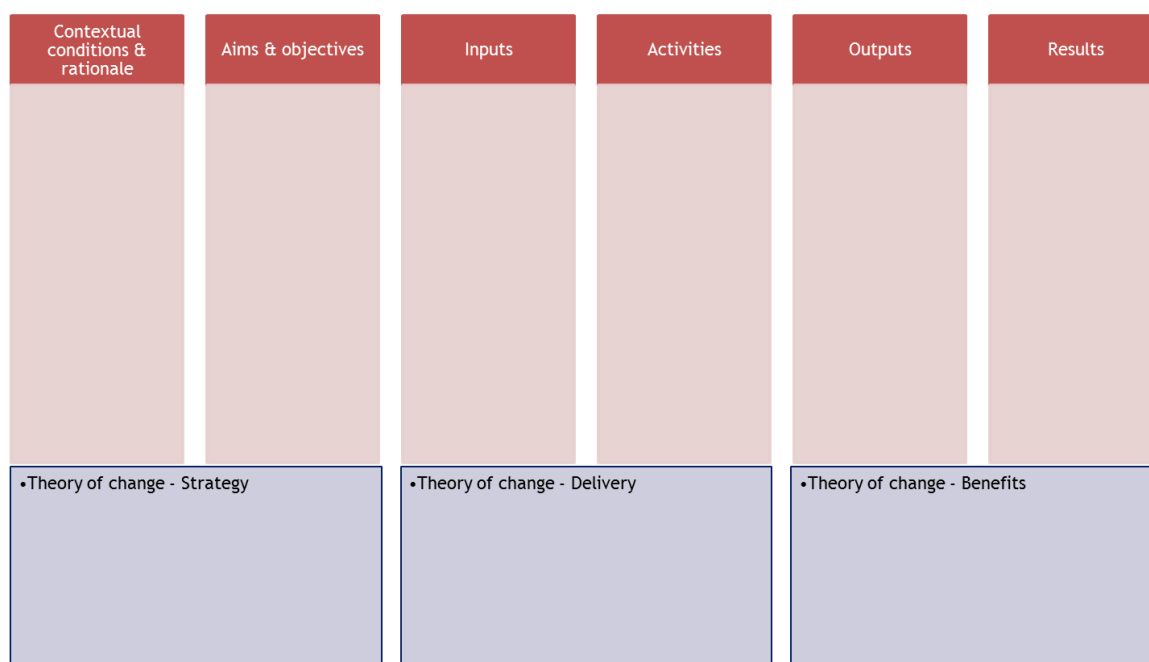 Contextual
conditions &
rationale
Aims & objectives
Inputs
Activities
Outputs
Results
•Theory of change - Strategy
•Theory of change - Delivery
•Theory of change - Benefits